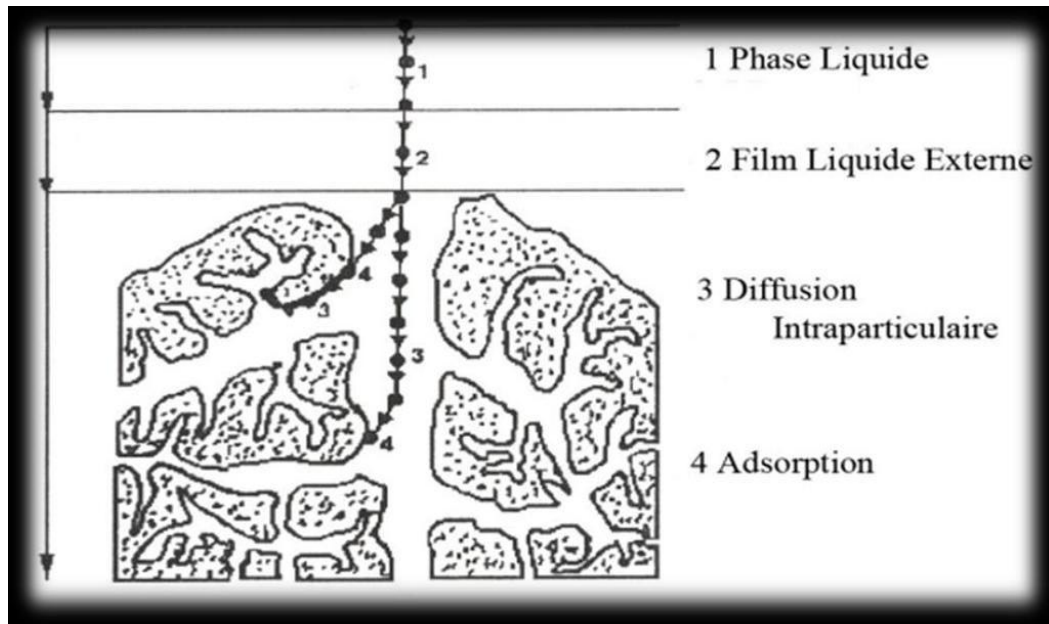 1 Phase Liquide
1
2 Film Liquide Externe
2
4
3
3 Diffusion
Intraparticulaire
3
4
4 Adsorption